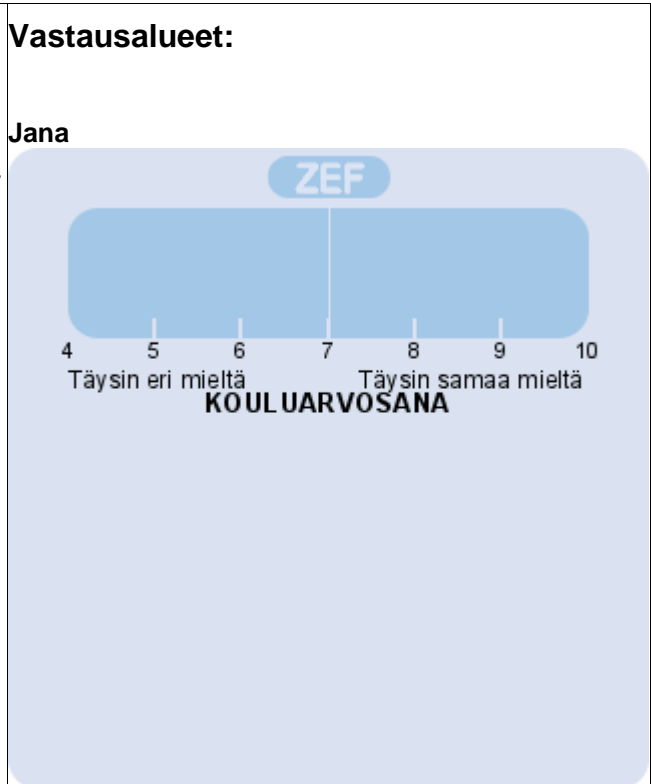 Vastausalueet:
Jana
ZEF
4 5 6 7 8 9 10
Täysin eri mieltä Täysin samaa mieltä
KOULUARVOSANA